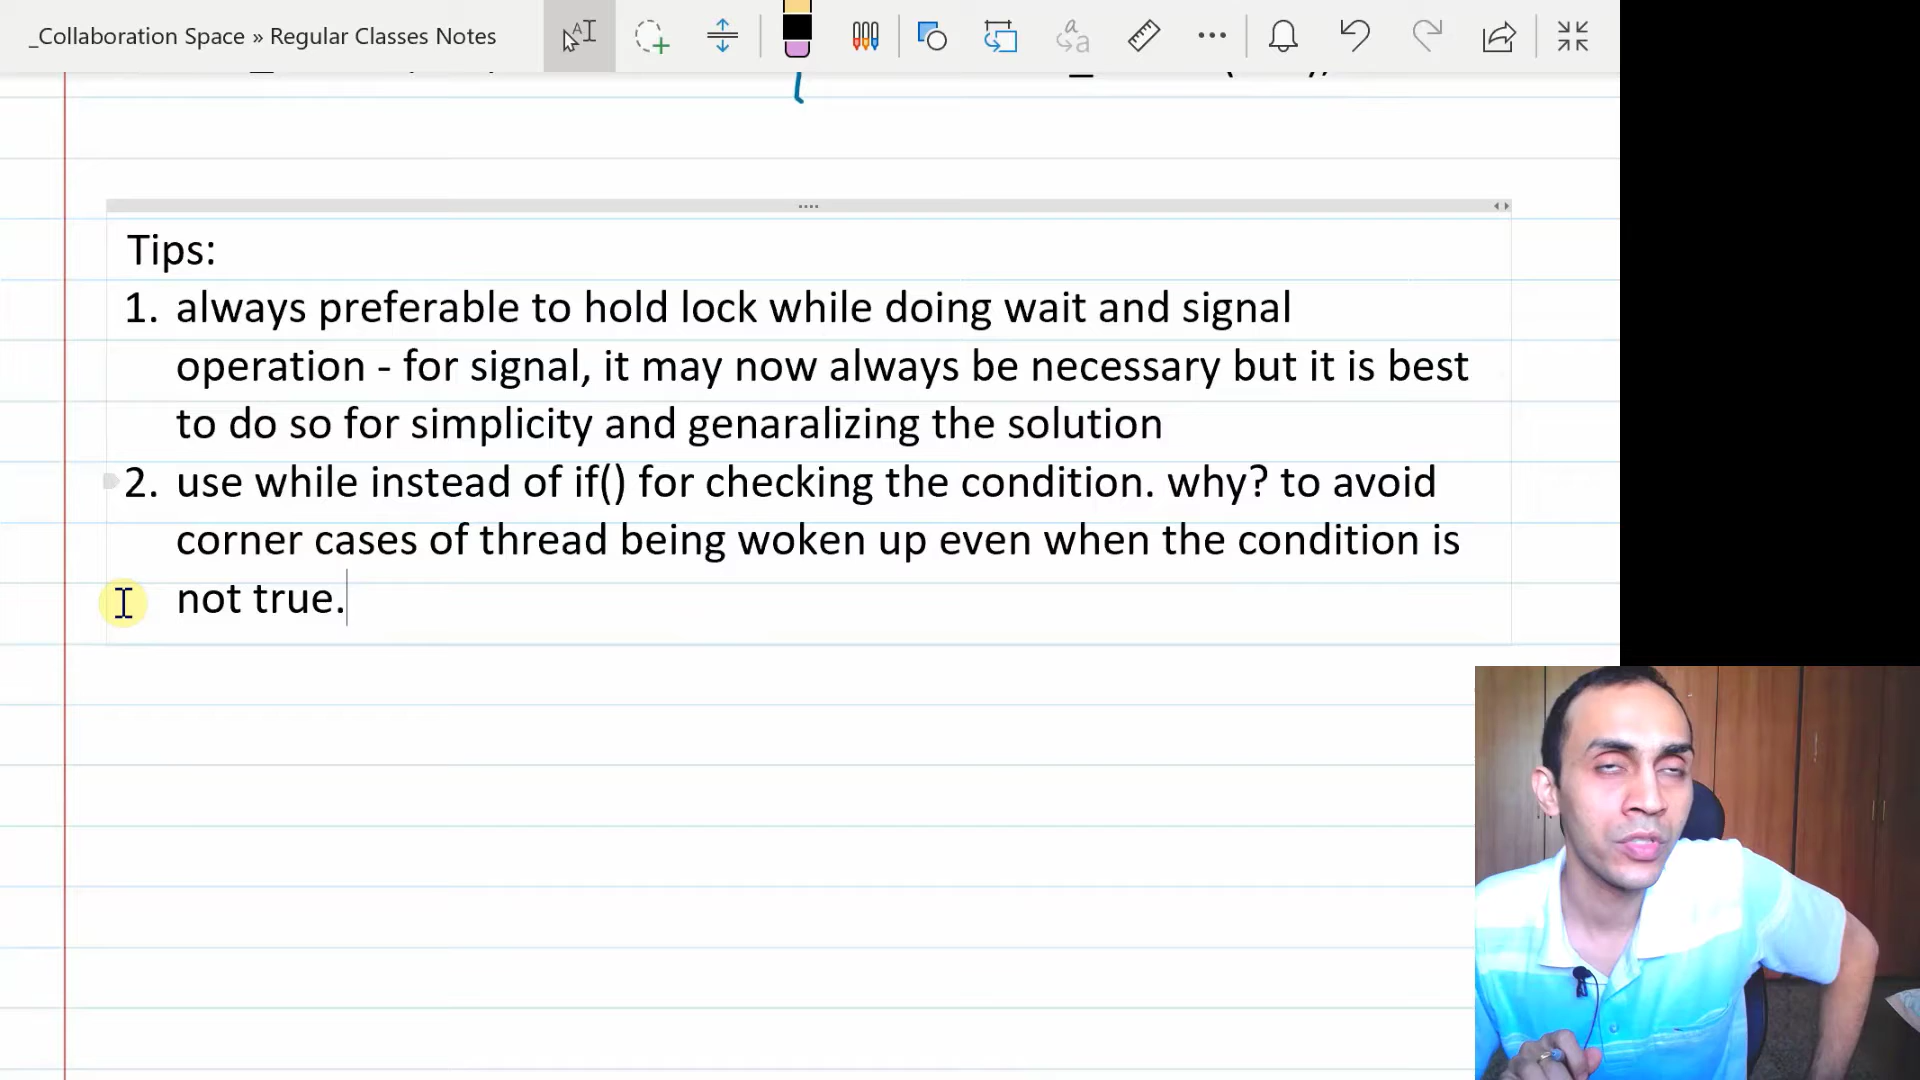 _Collaboration Space » Regular Classes Notes
Tips:
1. always preferable to hold lock while doing wait and signal
operation - for signal, it may now always be necessary but it is best
to do so for simplicity and genaralizing the solution
2. use while instead of if() for checking the condition. why? to avoid
corner cases of thread being woken up even when the condition is
not true.